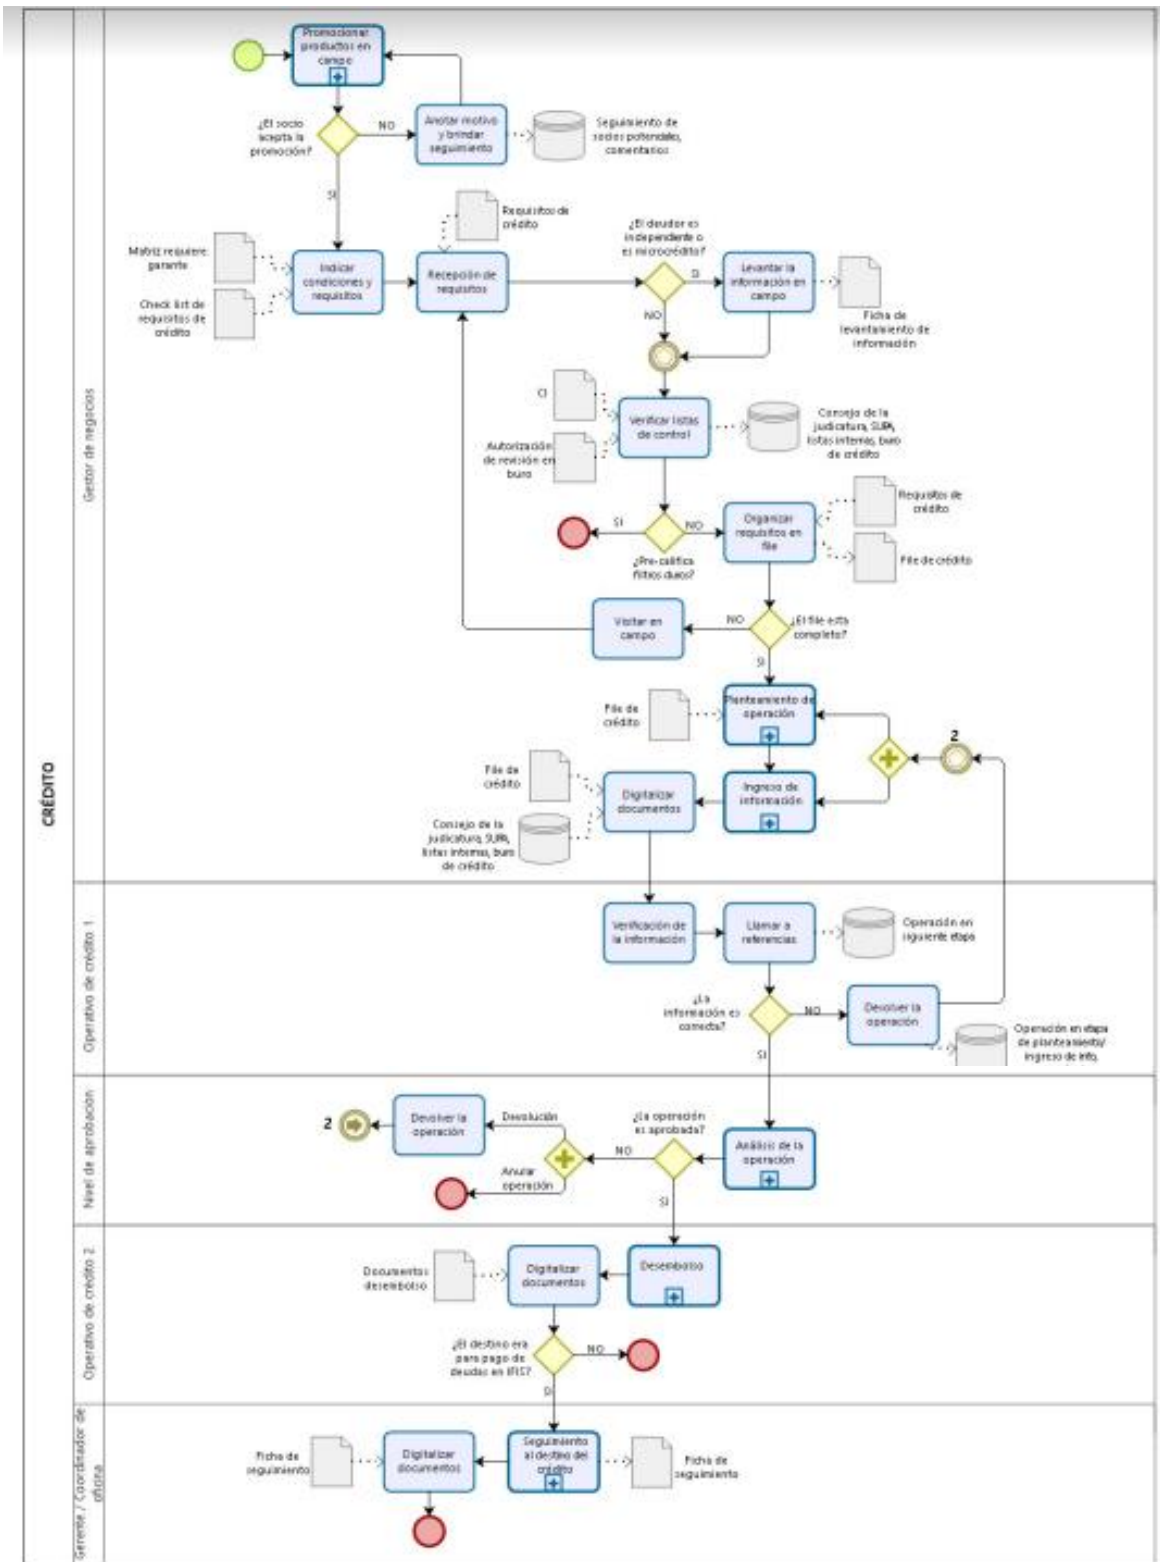 Promocionar
productos en
campo
¿El socio
acepta la
promoción?
NO
Anotar motivo
y brindar
seguimiento
Seguimiento de
socios potenciales,
comentarios
SI
Matriz requiere
garante
Check list de
requisitos de
crédito
Indicar
condiciones y
requisitos
Requisitos de
crédito
Recepción de
requisitos
¿El deudor es
independiente o
es microcrédito?
SI
NO
Levantar la
información en
campo
Ficha de
levantamiento de
información
CI
Autorización
de revisión en
buro
Verificar listas
de control
Consejo de la
judicatura, SUPA,
listas internas, buro
de crédito
SI
NO
¿Pre-califica
filtros duros?
Organizar
requisitos en
file
Requisitos de
crédito
File de crédito
Visitar en
campo
NO
¿El file esta
completo?
SI
File de
crédito
Planteamiento de
operación
2
File de
crédito
Consejo de la
judicatura, SUPA,
listas internas, buro
de crédito
Digitalizar
documentos
Ingreso de
información
Gestor de negocios
CRÉDITO
Verificación de
la información
Llamar a
referencias
Operación en
siguiente etapa
¿La
información es
correcta?
NO
SI
Devolver la
operación
Operación en etapa
de planteamiento/
ingreso de info.
Operativo de crédito 1
2
Devolver la
operación
Devolución
Anular
operación
NO
¿La operación
es aprobada?
SI
Análisis de la
operación
Nivel de aprobación
Documentos
desembolso
Digitalizar
documentos
Desembolso
¿El destino era
para pago de
deudas en IFIS?
NO
SI
Operativo de crédito 2
Ficha de
seguimiento
Digitalizar
documentos
Seguimiento
al destino del
crédito
Ficha de
seguimiento
Gerente / Coordinador de
oficina